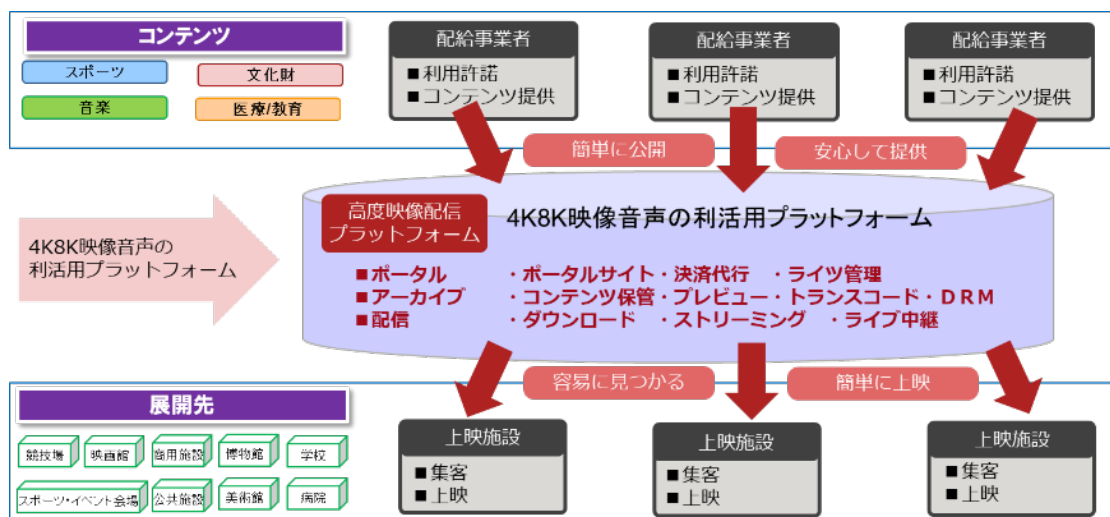 コンテンツ
スポーツ
文化財
音楽
医療/教育
配給事業者
■利用許諾
■コンテンツ提供
配給事業者
■利用許諾
■コンテンツ提供
配給事業者
■利用許諾
■コンテンツ提供
簡単に公開
安心して提供
4K8K映像音声の
利活用プラットフォーム
高度映像配信
プラットフォーム
4K8K映像音声の利活用プラットフォーム
■ポータル ・ポータルサイト・決済代行 ・ライツ管理
■アーカイブ ・コンテンツ保管・プレビュー・トランスコード・DRM
■配信 ・ダウンロード ・ストリーミング ・ライブ中継
容易に見つかる
簡単に上映
展開先
競技場
映画館
商用施設
博物館
学校
スポーツ・イベント会場
公共施設
美術館
病院
上映施設
■集客
■上映
上映施設
■集客
■上映
上映施設
■集客
■上映